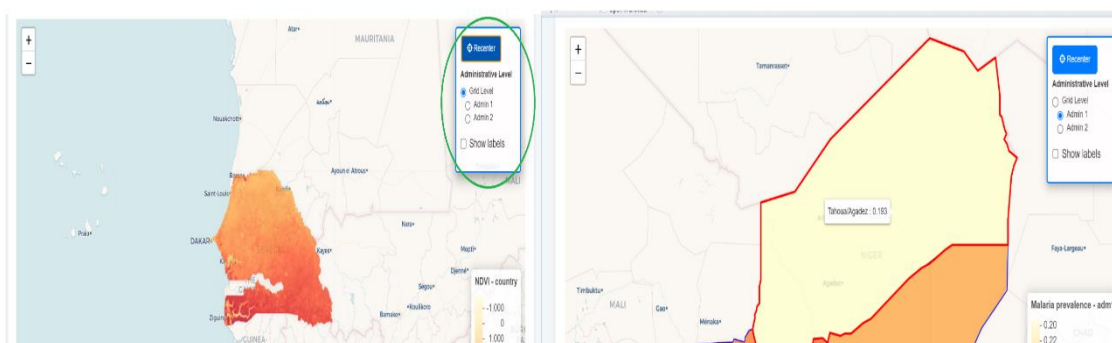 +
−
Atar
MAURITANIA
Nouakchott
Ayoun el Atrous
Saint-Louis
Praia
DAKAR
Kayes
Nara
Mopti
Djenné
Ségou
Koulikoro
Bamako
GUINEA
MALI
Recenter
Administrative Level
Grid Level
Admin 1
Admin 2
Show labels
NDVI - country
- -1.000
- 0
- 1.000
+
−
Tamanrasset
Tahoua/Agadez : 0.193
NIGER
Agadez
Timbuktu
MALI
Gao
Ménaka
Faya-Largeau
CHAD
Recenter
Administrative Level
Grid Level
Admin 1
Admin 2
Show labels
Malaria prevalence - adm
- 0.20
- 0.22